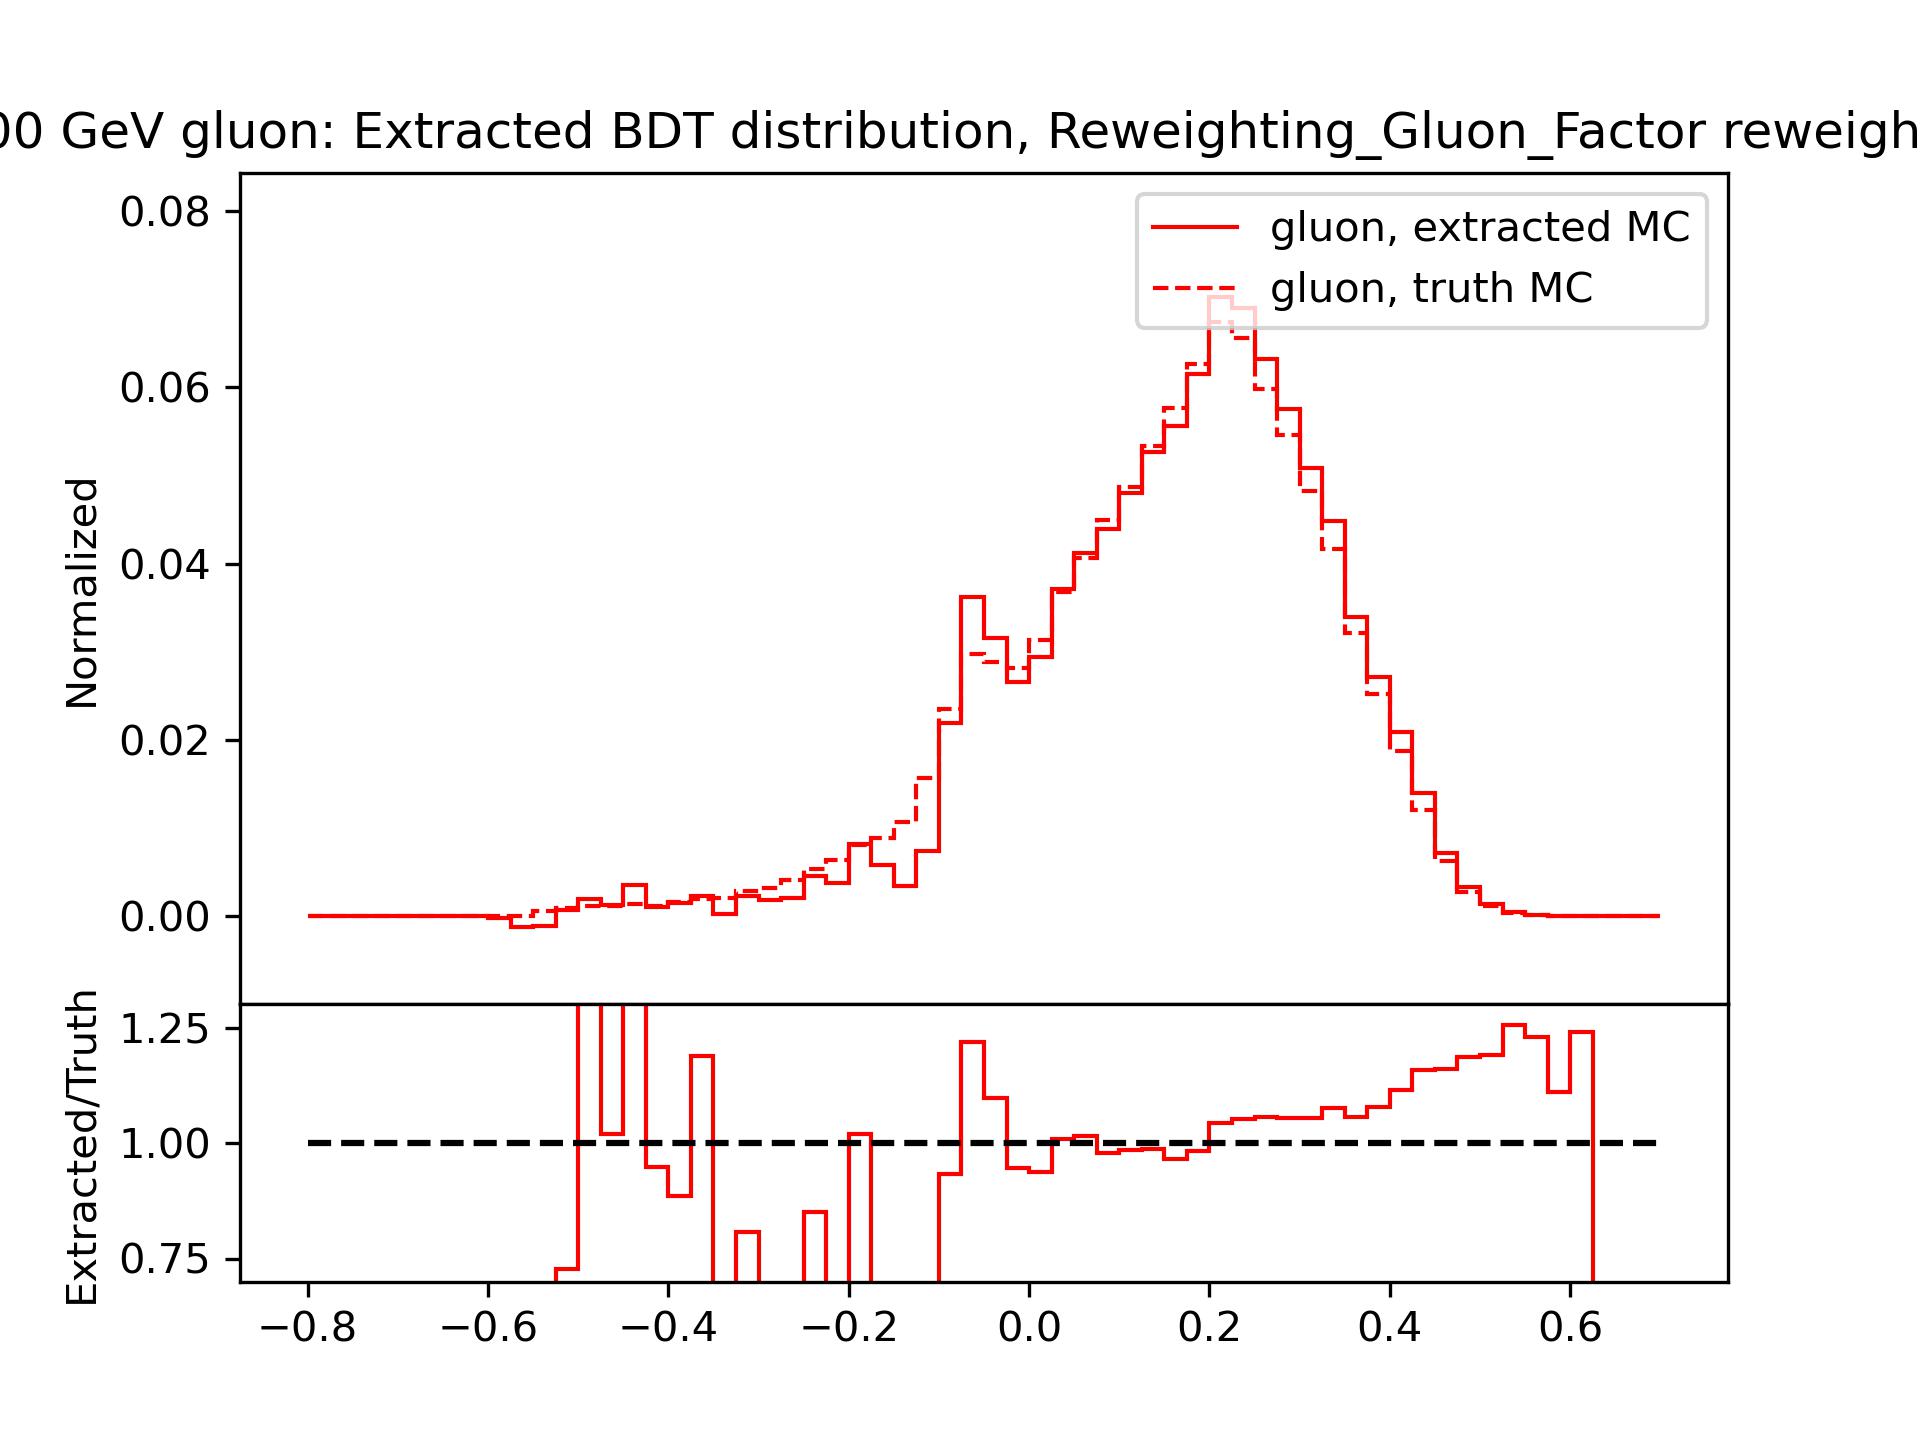 00 GeV gluon: Extracted BDT distribution, Reweighting_Gluon_Factor reweigh
gluon, extracted MC
gluon, truth MC
Normalized
0.08
0.06
0.04
0.02
0.00
Extracted/Truth
1.25
1.00
0.75
−0.8 −0.6 −0.4 −0.2 0.0 0.2 0.4 0.6